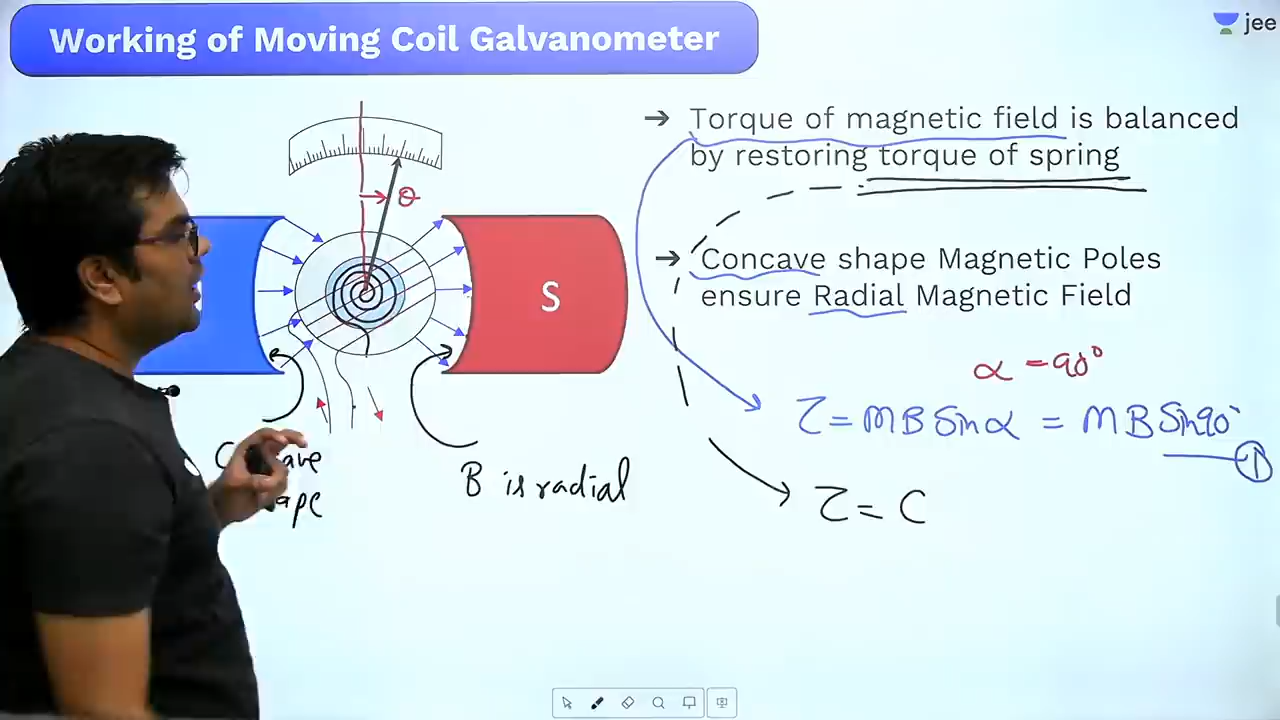 Working of Moving Coil Galvanometer
jee
→ Torque of magnetic field is balanced
by restoring torque of spring
θ
→ Concave shape Magnetic Poles
ensure Radial Magnetic Field
S
α = 90°
τ = MB Sinα = MB Sin90° ①
B is radial
τ = C